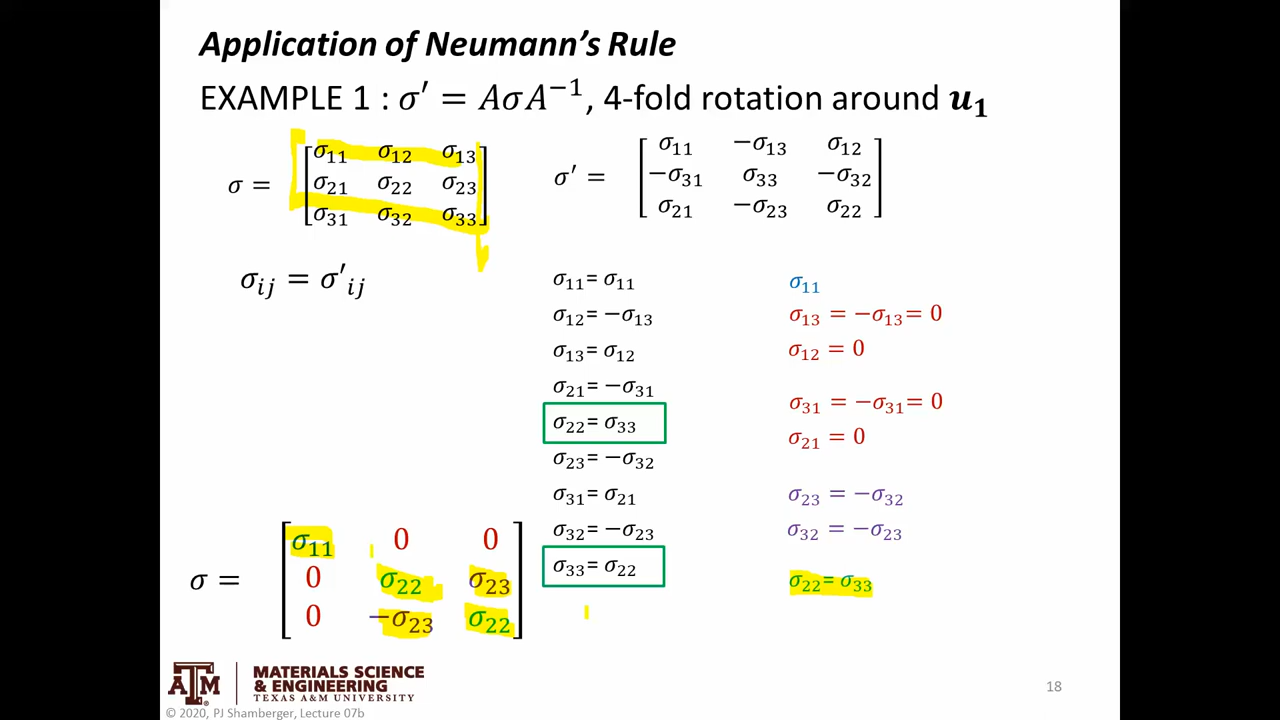 Application of Neumann's Rule
EXAMPLE 1 : σ′ = AσA⁻¹, 4-fold rotation around u₁
σ = [σ₁₁ σ₁₂ σ₁₃
σ₂₁ σ₂₂ σ₂₃
σ₃₁ σ₃₂ σ₃₃]
σ′ = [σ₁₁ −σ₁₃ σ₁₂
−σ₃₁ σ₃₃ −σ₃₂
σ₂₁ −σ₂₃ σ₂₂]
σᵢⱼ = σ′ᵢⱼ
σ₁₁= σ₁₁
σ₁₂= −σ₁₃
σ₁₃= σ₁₂
σ₂₁= −σ₃₁
σ₂₂= σ₃₃
σ₂₃= −σ₃₂
σ₃₁= σ₂₁
σ₃₂= −σ₂₃
σ₃₃= σ₂₂
σ₁₁
σ₁₃ = −σ₁₃= 0
σ₁₂ = 0
σ₃₁ = −σ₃₁= 0
σ₂₁ = 0
σ₂₃ = −σ₃₂
σ₃₂ = −σ₂₃
σ₂₂= σ₃₃
σ = [σ₁₁ 0 0
0 σ₂₂ σ₂₃
0 −σ₂₃ σ₂₂]
ATM
MATERIALS SCIENCE
& ENGINEERING
TEXAS A&M UNIVERSITY
© 2020, PJ Shamberger, Lecture 07b
18